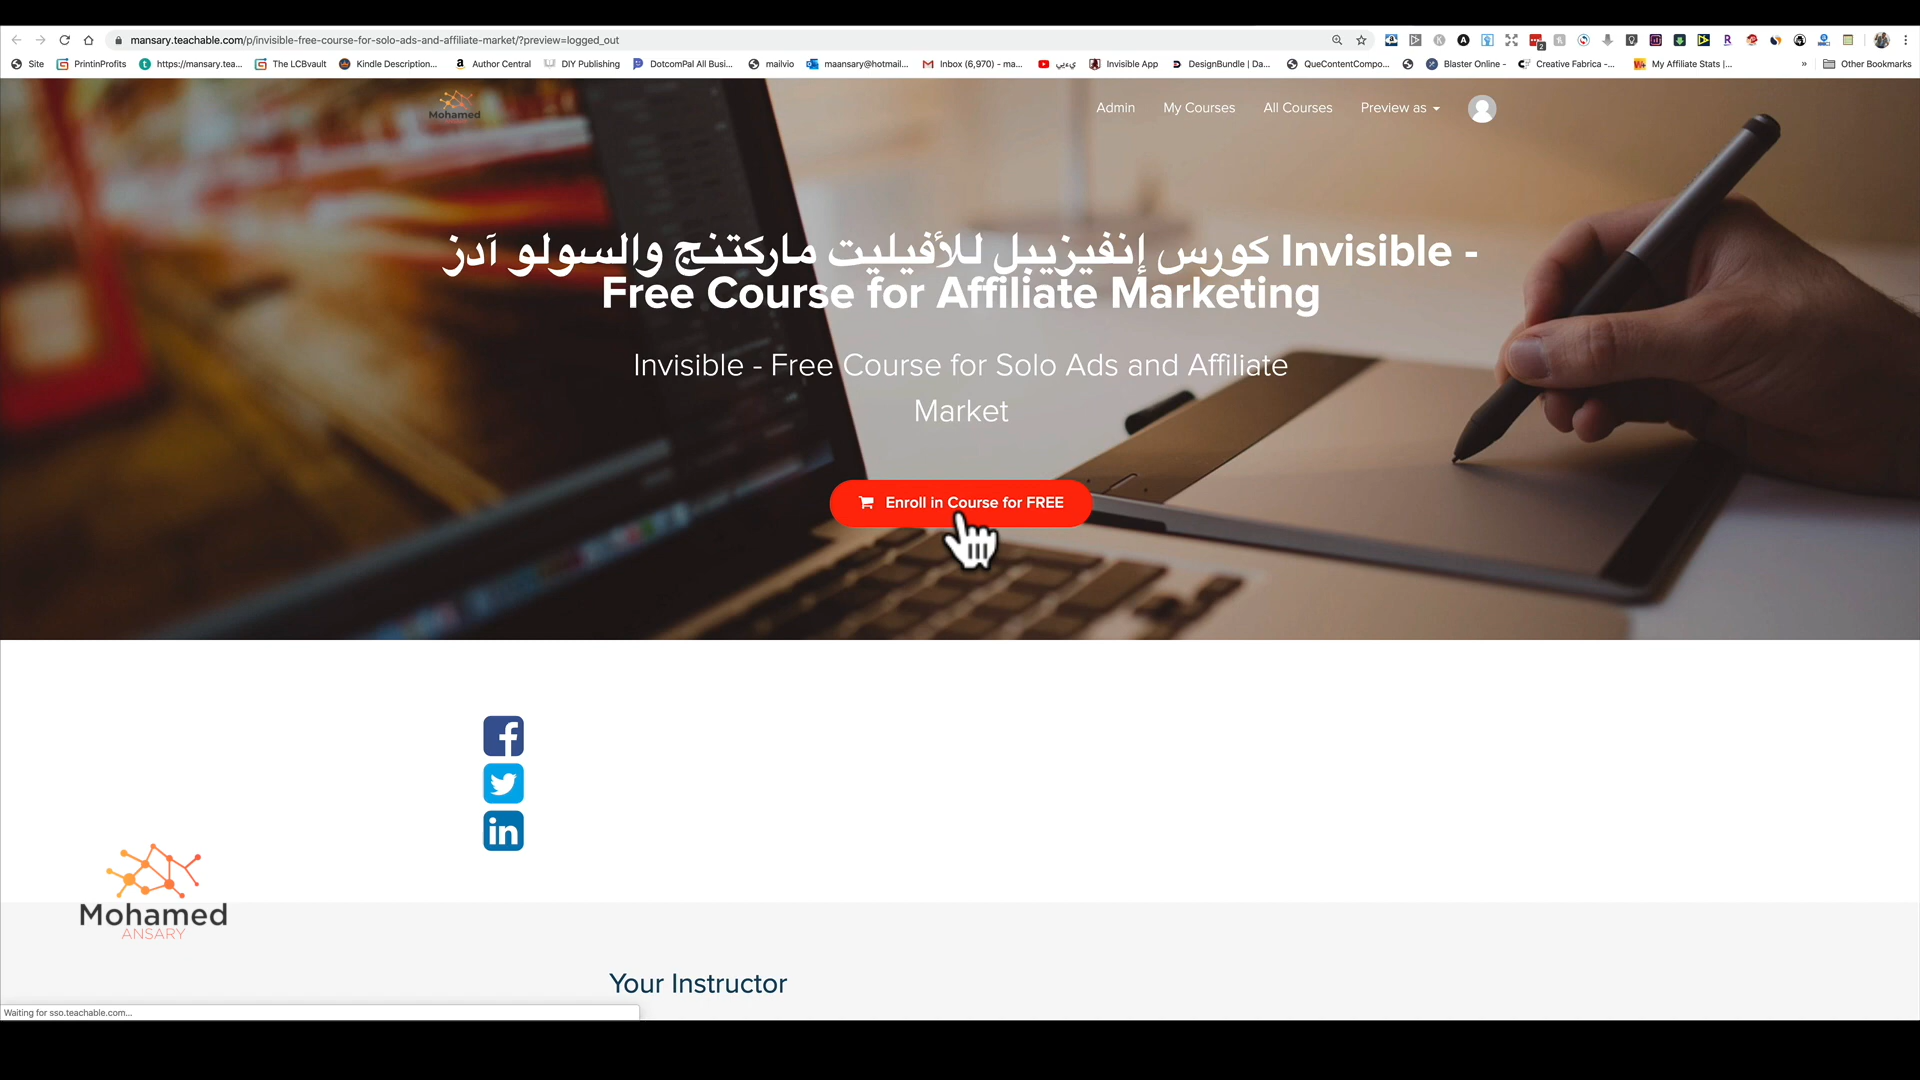 mansary.teachable.com/p/invisible-free-course-for-solo-ads-and-affiliate-market/?preview=logged_out
Site PrintinProfits https://mansary.tea... The LCBvault Kindle Description... Author Central DIY Publishing DotcomPal All Busi... mailvio maansary@hotmail... Inbox (6,970) - ma... Invisible App DesignBundle | Da... QueContentCompo... Blaster Online - Creative Fabrica -... My Affiliate Stats |... » Other Bookmarks
Mohamed
Admin My Courses All Courses Preview as
كورس إنفيزيبل للأفيليت ماركتنج والسولو آدز Invisible -
Free Course for Affiliate Marketing
Invisible - Free Course for Solo Ads and Affiliate
Market
Enroll in Course for FREE
Mohamed
ANSARY
Your Instructor
Waiting for sso.teachable.com...